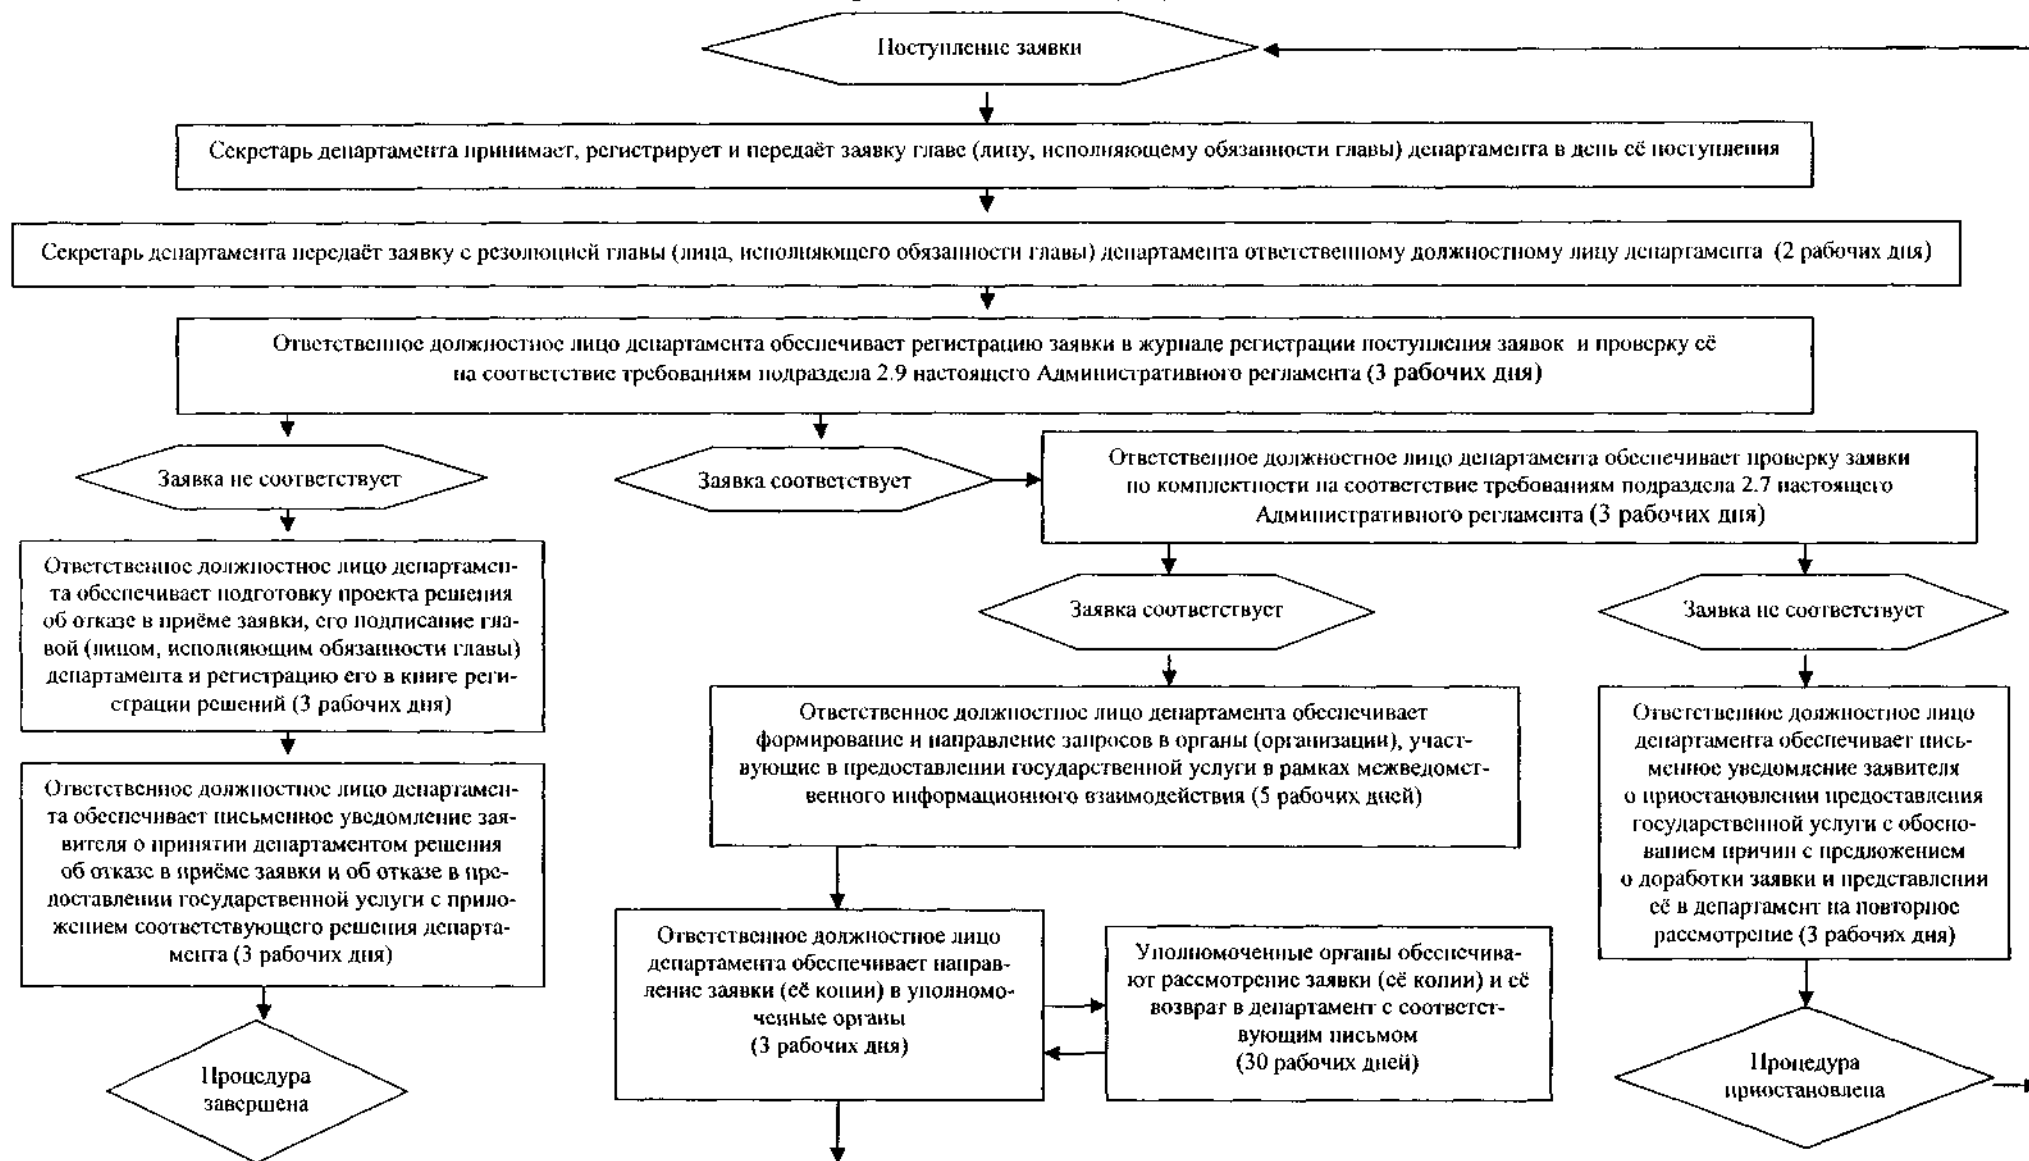 Поступление заявки
Секретарь департамента принимает, регистрирует и передаёт заявку главе (лицу, исполняющему обязанности главы) департамента в день её поступления
Секретарь департамента передаёт заявку с резолюцией главы (лица, исполняющего обязанности главы) департамента ответственному должностному лицу департамента (2 рабочих дня)
Ответственное должностное лицо департамента обеспечивает регистрацию заявки в журнале регистрации поступления заявок и проверку её
на соответствие требованиям подраздела 2.9 настоящего Административного регламента (3 рабочих дня)
Заявка не соответствует
Заявка соответствует
Ответственное должностное лицо департамента обеспечивает проверку заявки
по комплектности на соответствие требованиям подраздела 2.7 настоящего
Административного регламента (3 рабочих дня)
Ответственное должностное лицо департамен-
та обеспечивает подготовку проекта решения
об отказе в приёме заявки, его подписание гла-
вой (лицом, исполняющим обязанности главы)
департамента и регистрацию его в книге реги-
страции решений (3 рабочих дня)
Заявка соответствует
Заявка не соответствует
Ответственное должностное лицо департамента обеспечивает
формирование и направление запросов в органы (организации), участ-
вующие в предоставлении государственной услуги в рамках межведомст-
венного информационного взаимодействия (5 рабочих дней)
Ответственное должностное лицо
департамента обеспечивает пись-
менное уведомление заявителя
о приостановлении предоставления
государственной услуги с обосно-
ванием причин с предложением
о доработки заявки и представлении
её в департамент на повторное
рассмотрение (3 рабочих дня)
Ответственное должностное лицо департамен-
та обеспечивает письменное уведомление зая-
вителя о принятии департаментом решения
об отказе в приёме заявки и об отказе в пре-
доставлении государственной услуги с прило-
жением соответствующего решения департа-
мента (3 рабочих дня)
Ответственное должностное лицо
департамента обеспечивает направ-
ление заявки (её копии) в уполномо-
ченные органы
(3 рабочих дня)
Уполномоченные органы обеспечива-
ют рассмотрение заявки (её копии) и её
возврат в департамент с соответст-
вующим письмом
(30 рабочих дней)
Процедура
завершена
Процедура
приостановлена